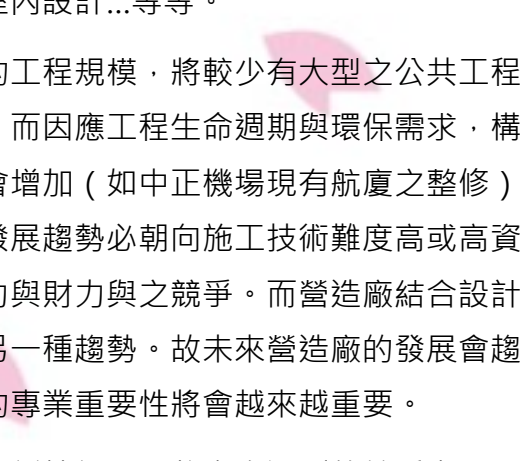 室內設計...等等。
的工程規模，將較少有大型之公共工程
而因應工程生命週期與環保需求，構
會增加（如中正機場現有航廈之整修）
發展趨勢必朝向施工技術難度高或高資
力與財力與之競爭。而營造廠結合設計
另一種趨勢。故未來營造廠的發展會趨
的專業重要性將會越來越重要。